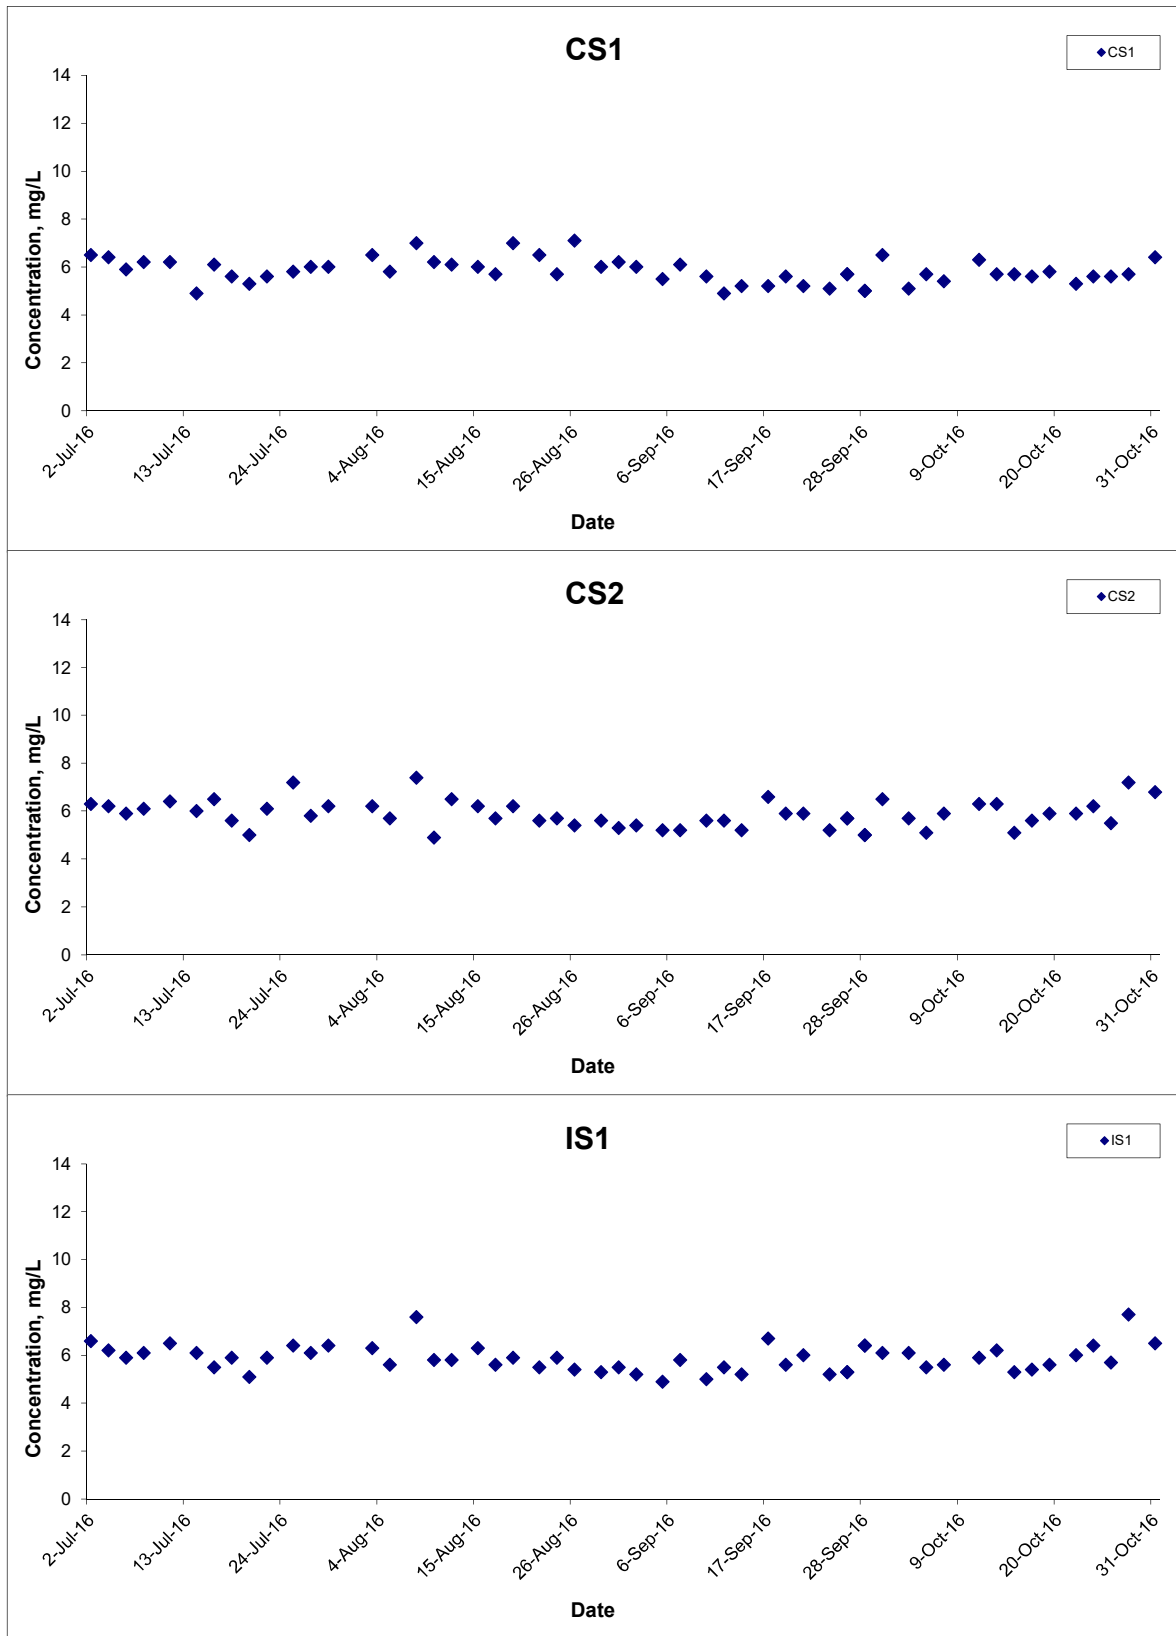 CS1
CS1
14
12
10
8
6
4
2
0
Concentration, mg/L
2-Jul-16
13-Jul-16
24-Jul-16
4-Aug-16
15-Aug-16
26-Aug-16
6-Sep-16
17-Sep-16
28-Sep-16
9-Oct-16
20-Oct-16
31-Oct-16
Date
CS2
CS2
14
12
10
8
6
4
2
0
Concentration, mg/L
2-Jul-16
13-Jul-16
24-Jul-16
4-Aug-16
15-Aug-16
26-Aug-16
6-Sep-16
17-Sep-16
28-Sep-16
9-Oct-16
20-Oct-16
31-Oct-16
Date
IS1
IS1
14
12
10
8
6
4
2
0
Concentration, mg/L
2-Jul-16
13-Jul-16
24-Jul-16
4-Aug-16
15-Aug-16
26-Aug-16
6-Sep-16
17-Sep-16
28-Sep-16
9-Oct-16
20-Oct-16
31-Oct-16
Date